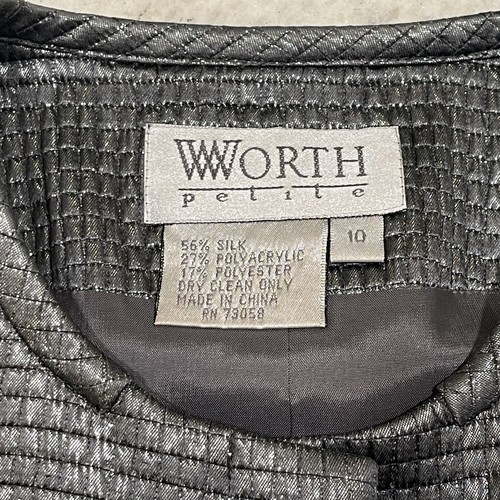 WORTH
petite
10
56% SILK
27% POLYACRYLIC
17% POLYESTER
DRY CLEAN ONLY
MADE IN CHINA
RN 73058